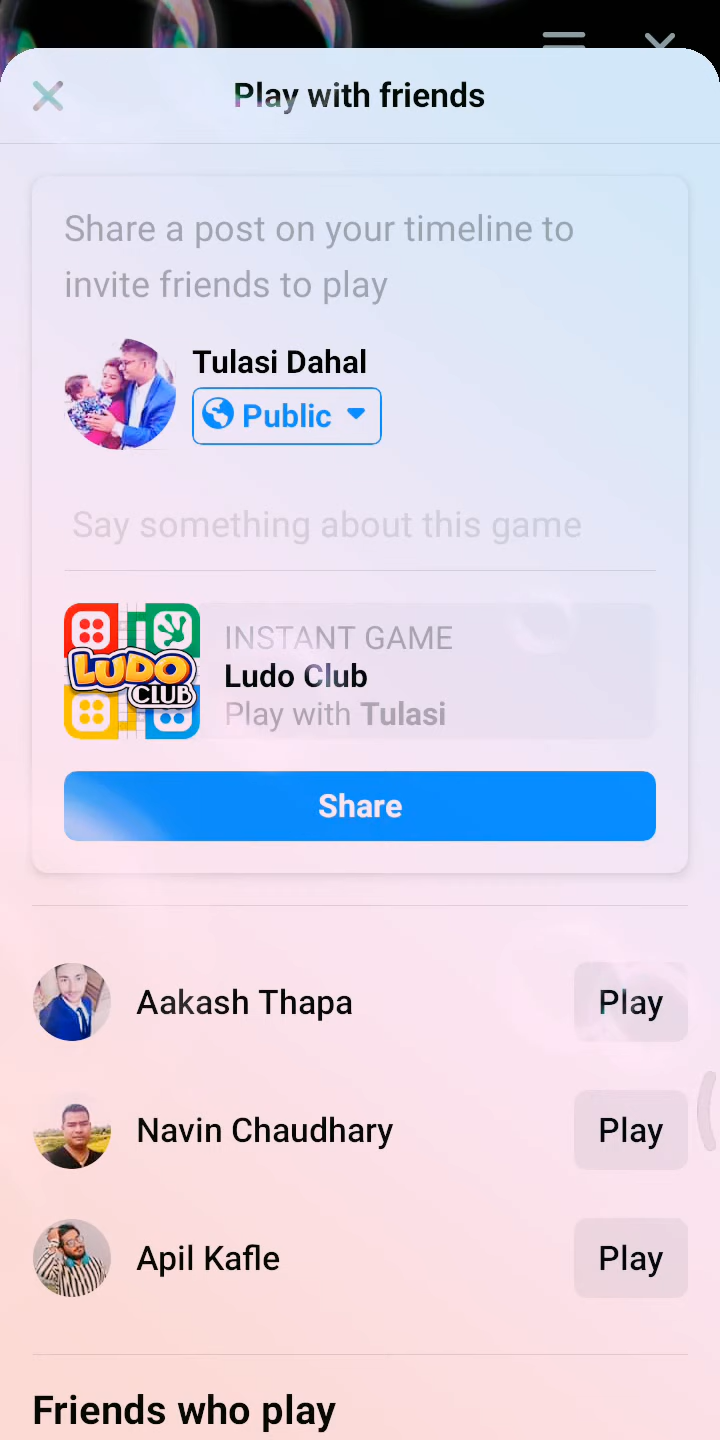 Play with friends
Share a post on your timeline to
invite friends to play
Tulasi Dahal
Public
Say something about this game
LUDO
CLUB
INSTANT GAME
Ludo Club
Play with Tulasi
Share
Aakash Thapa
Play
Navin Chaudhary
Play
Apil Kafle
Play
Friends who play